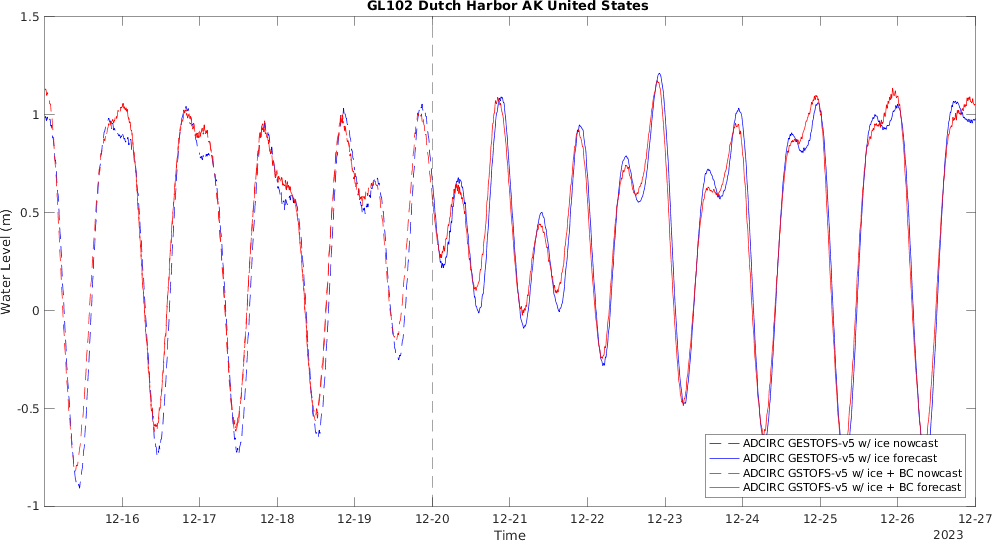 GL102 Dutch Harbor AK United States
1.5
1
0.5
0
-0.5
-1
Water Level (m)
12-16 12-17 12-18 12-19 12-20 12-21 12-22 12-23 12-24 12-25 12-26 12-27
Time
2023
ADCIRC GESTOFS-v5 w/ ice nowcast
ADCIRC GESTOFS-v5 w/ ice forecast
ADCIRC GSTOFS-v5 w/ ice + BC nowcast
ADCIRC GSTOFS-v5 w/ ice + BC forecast